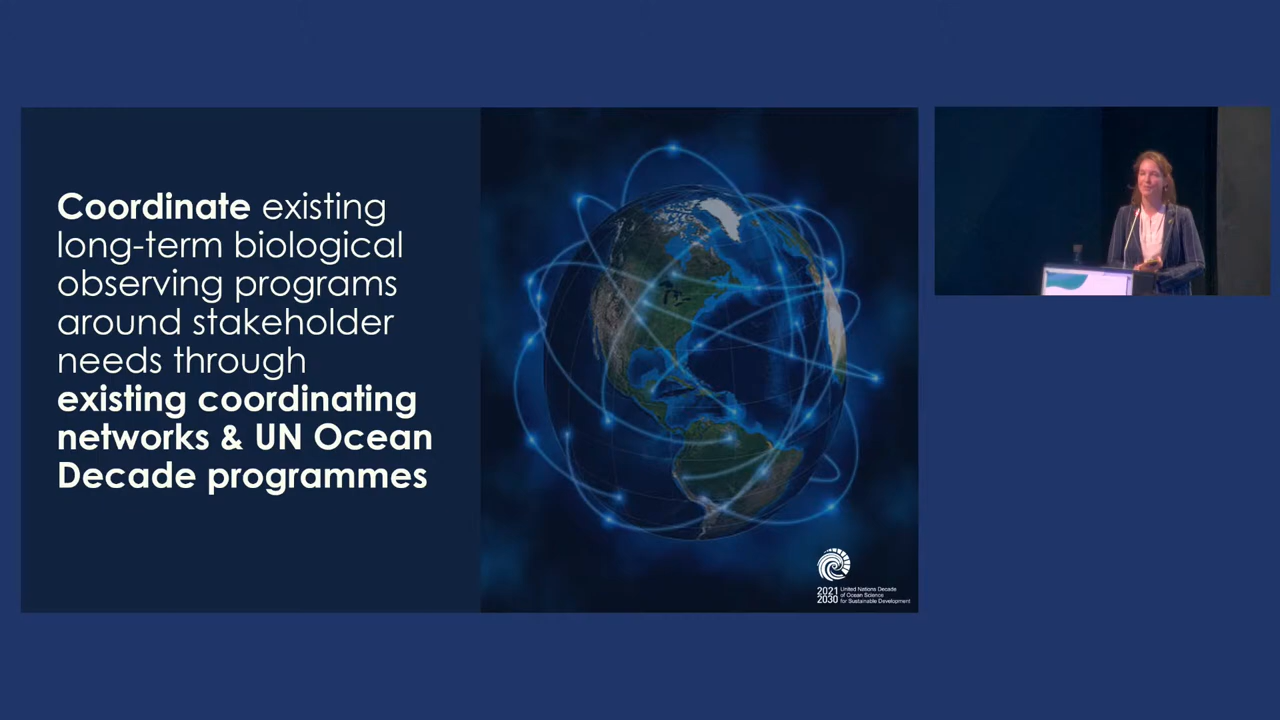 Coordinate existing
long-term biological
observing programs
around stakeholder
needs through
existing coordinating
networks & UN Ocean
Decade programmes
2021 United Nations Decade
of Ocean Science
2030 for Sustainable Development